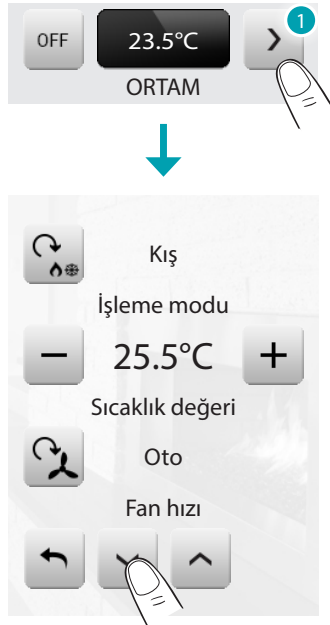 1
OFF 23.5°C
ORTAM
Kış
İşleme modu
25.5°C
Sıcaklık değeri
Oto
Fan hızı